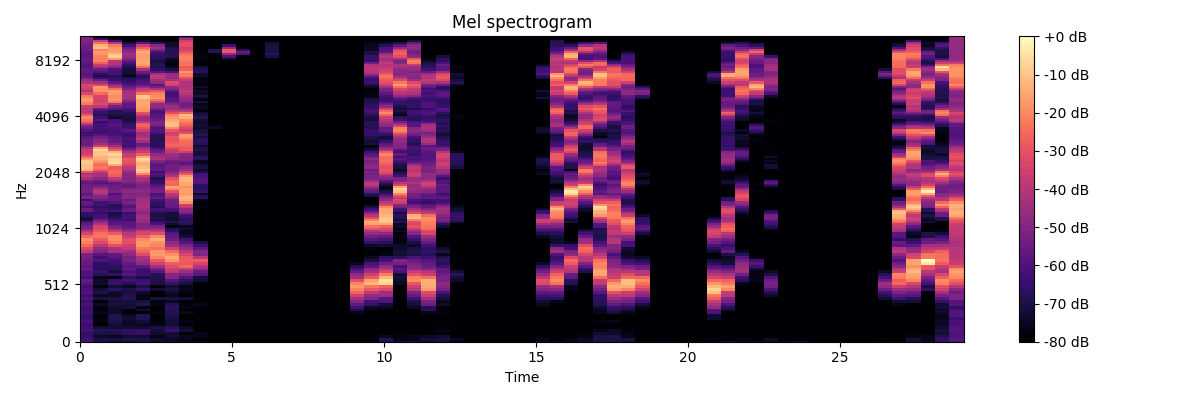 Mel spectrogram
Hz
8192
4096
2048
1024
512
0
0 5 10 15 20 25
Time
+0 dB
-10 dB
-20 dB
-30 dB
-40 dB
-50 dB
-60 dB
-70 dB
-80 dB